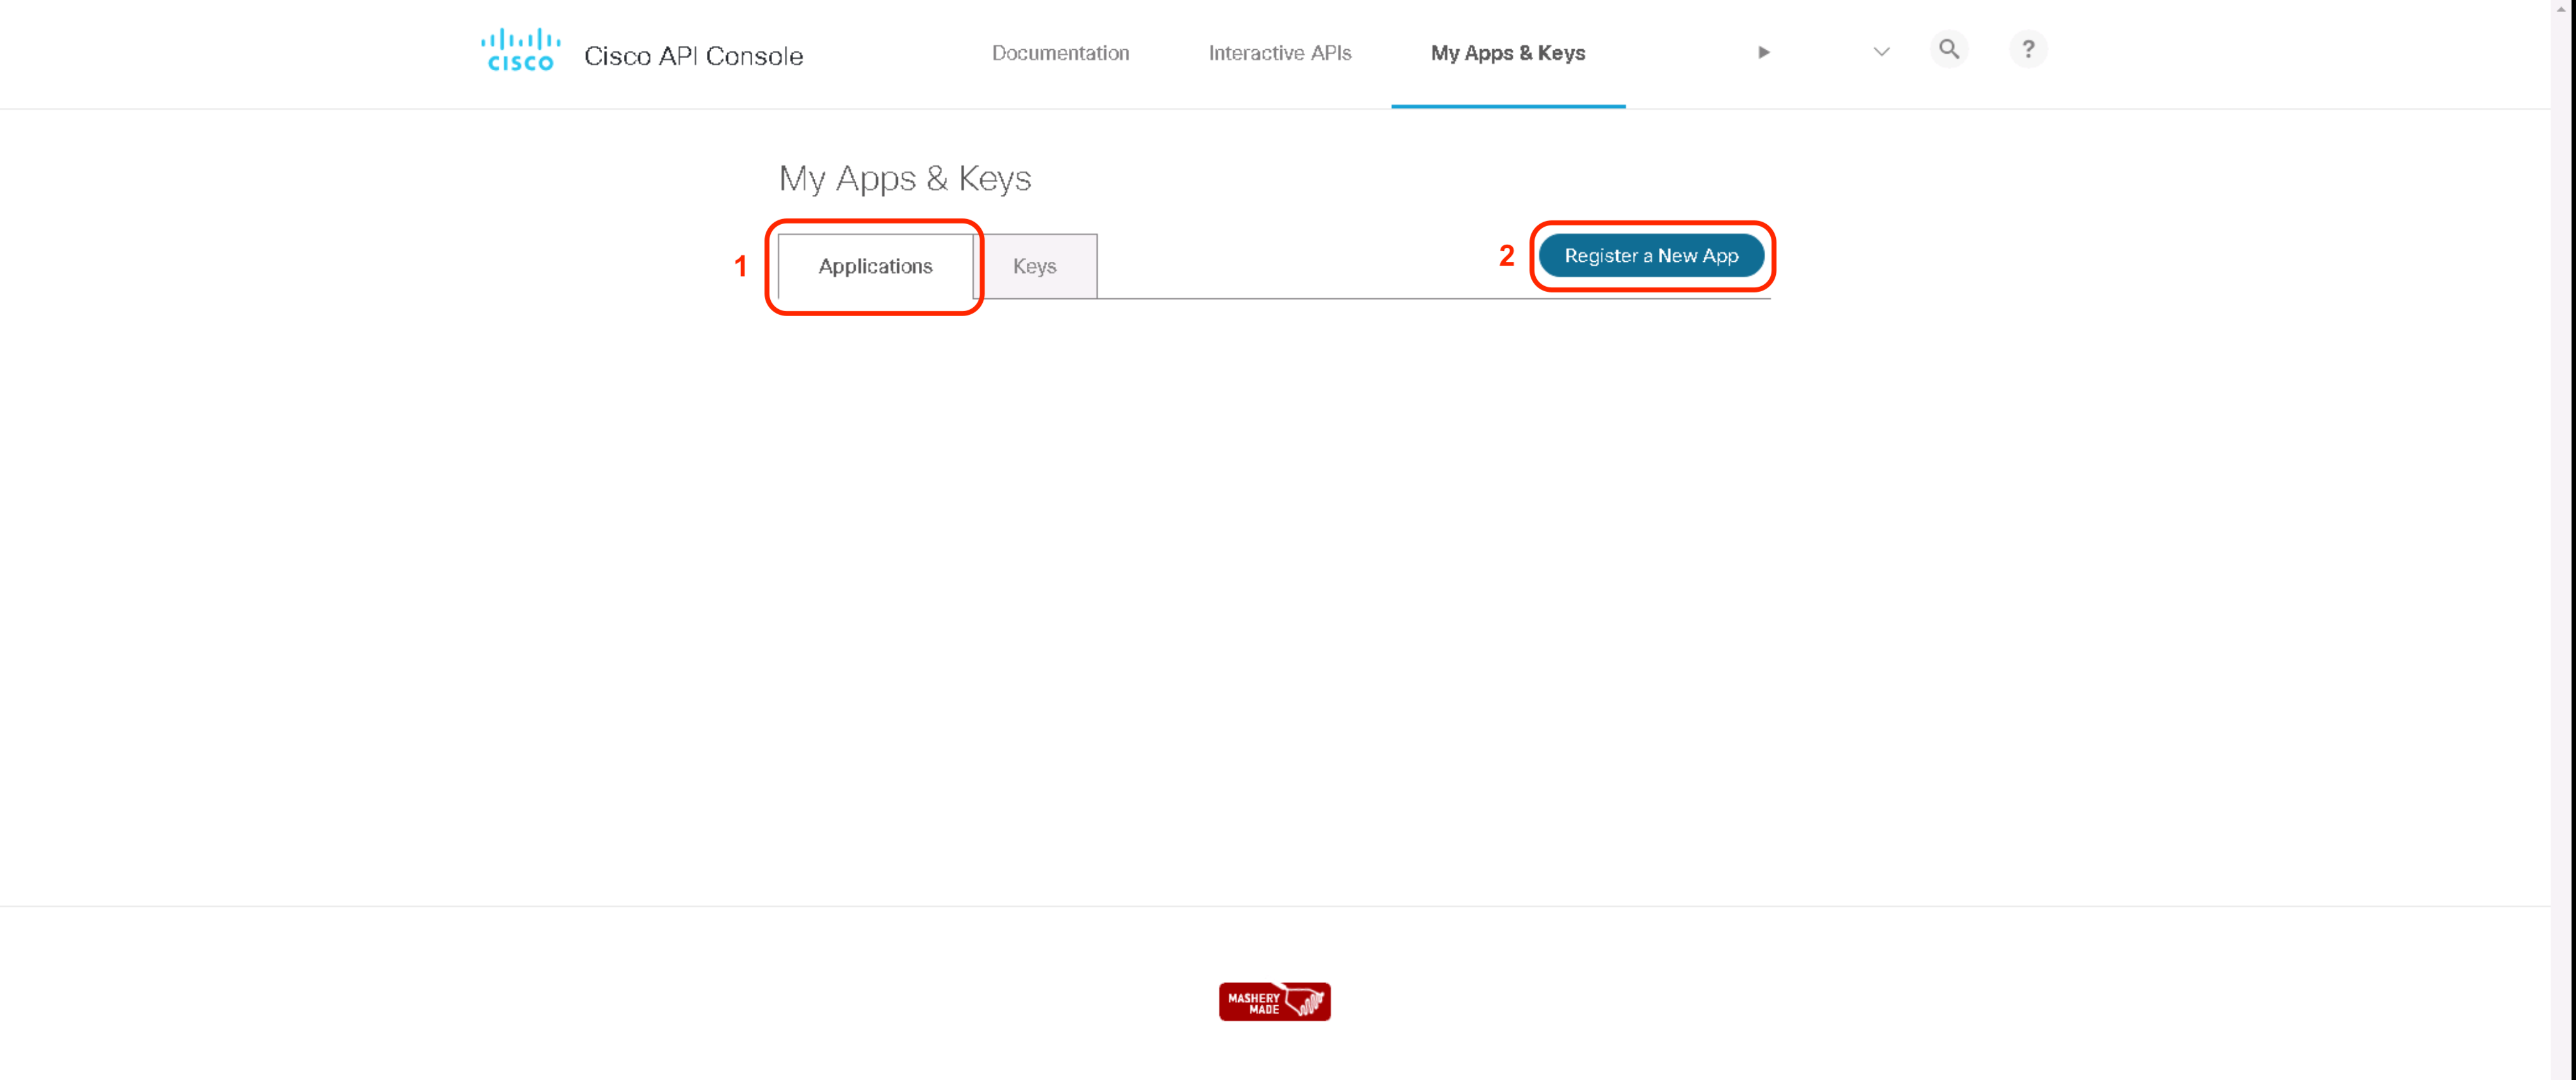 CISCO
Cisco API Console
Documentation
Interactive APIs
My Apps & Keys
?
My Apps & Keys
1
Applications
Keys
2
Register a New App
MASHERY
MADE